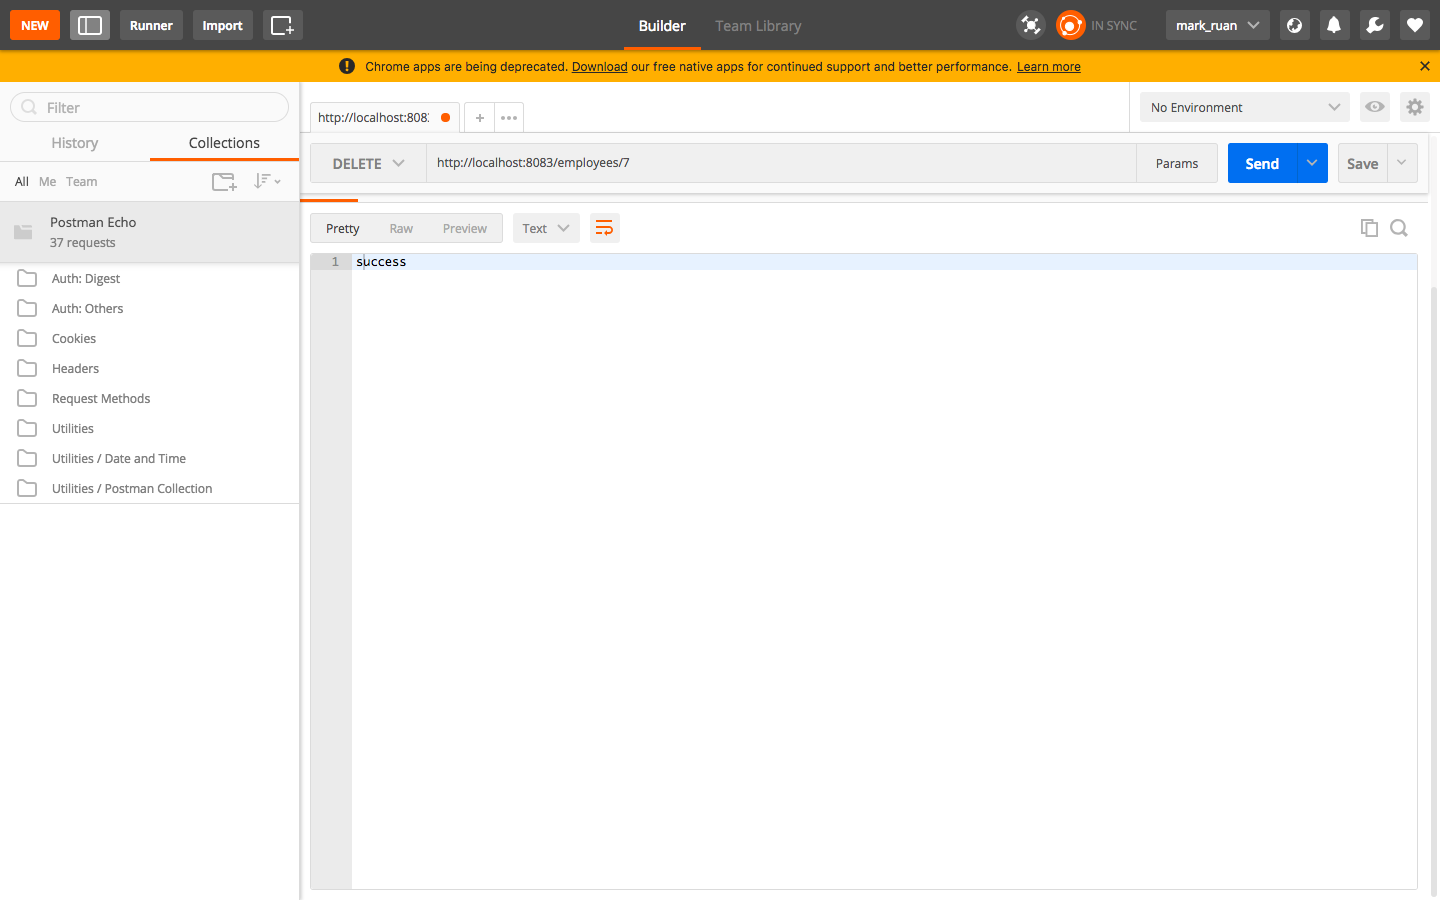 NEW Runner Import Builder Team Library IN SYNC mark_ruan
Chrome apps are being deprecated. Download our free native apps for continued support and better performance. Learn more
Filter
History Collections
All Me Team
Postman Echo
37 requests
Auth: Digest
Auth: Others
Cookies
Headers
Request Methods
Utilities
Utilities / Date and Time
Utilities / Postman Collection
http://localhost:808 No Environment
DELETE http://localhost:8083/employees/7 Params Send Save
Pretty Raw Preview Text
1 success